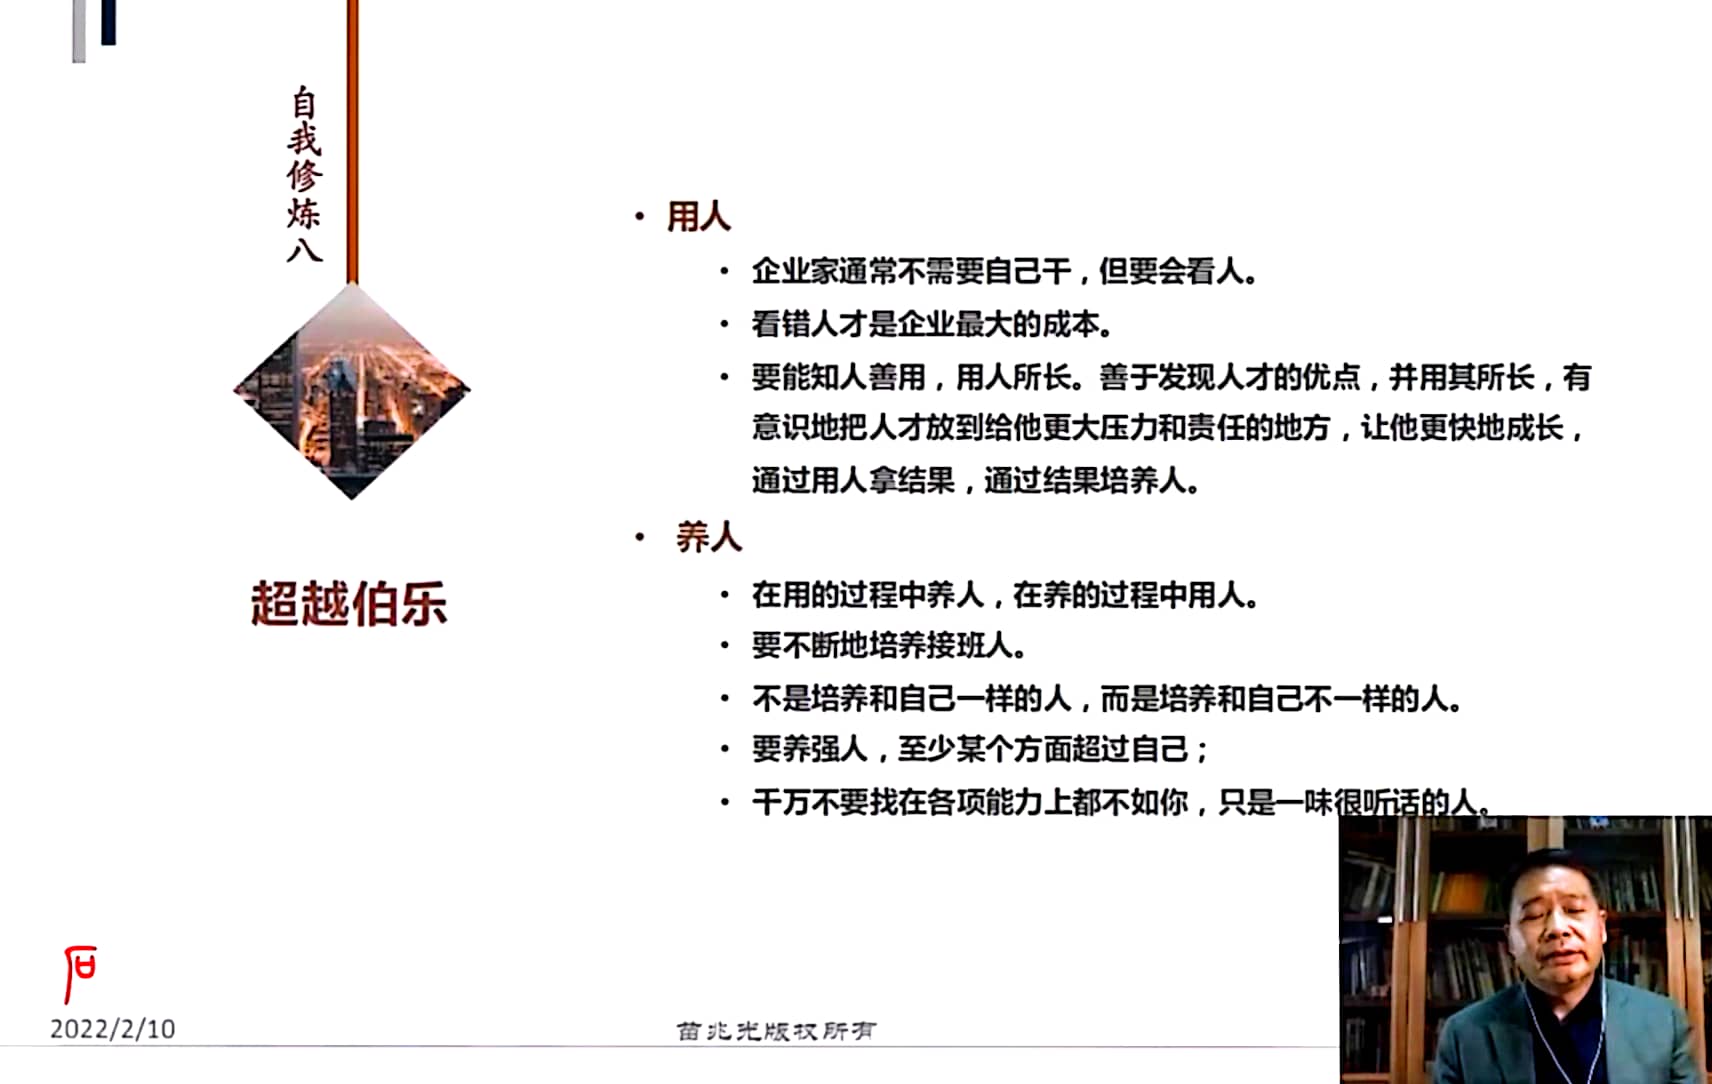 自我修炼八
超越伯乐
• 用人
• 企业家通常不需要自己干，但要会看人。
• 看错人才是企业最大的成本。
• 要能知人善用，用人所长。善于发现人才的优点，并用其所长，有
意识地把人才放到给他更大压力和责任的地方，让他更快地成长，
通过用人拿结果，通过结果培养人。
• 养人
• 在用的过程中养人，在养的过程中用人。
• 要不断地培养接班人。
• 不是培养和自己一样的人，而是培养和自己不一样的人。
• 要养强人，至少某个方面超过自己；
• 千万不要找在各项能力上都不如你，只是一味很听话的人。
2022/2/10
苗兆光版权所有